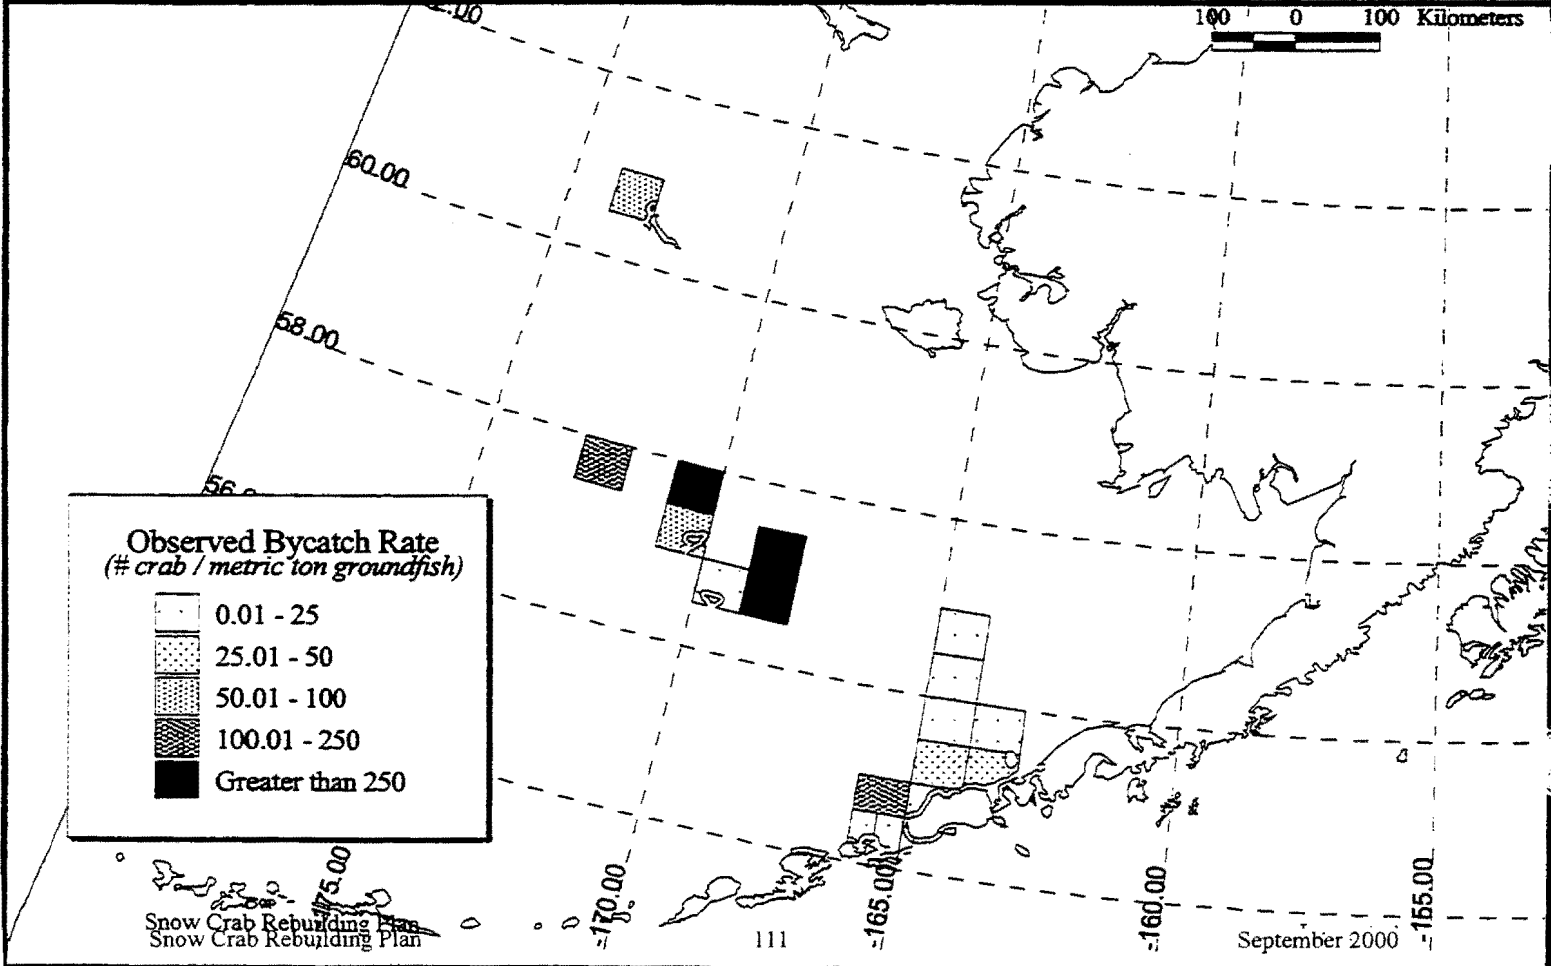 100 0 100 Kilometers
60.00
58.00
Observed Bycatch Rate
(# crab / metric ton groundfish)
0.01 - 25
25.01 - 50
50.01 - 100
100.01 - 250
Greater than 250
-170.00
-165.00
-160.00
-155.00
Snow Crab Rebuilding Plan
Snow Crab Rebuilding Plan
111
September 2000